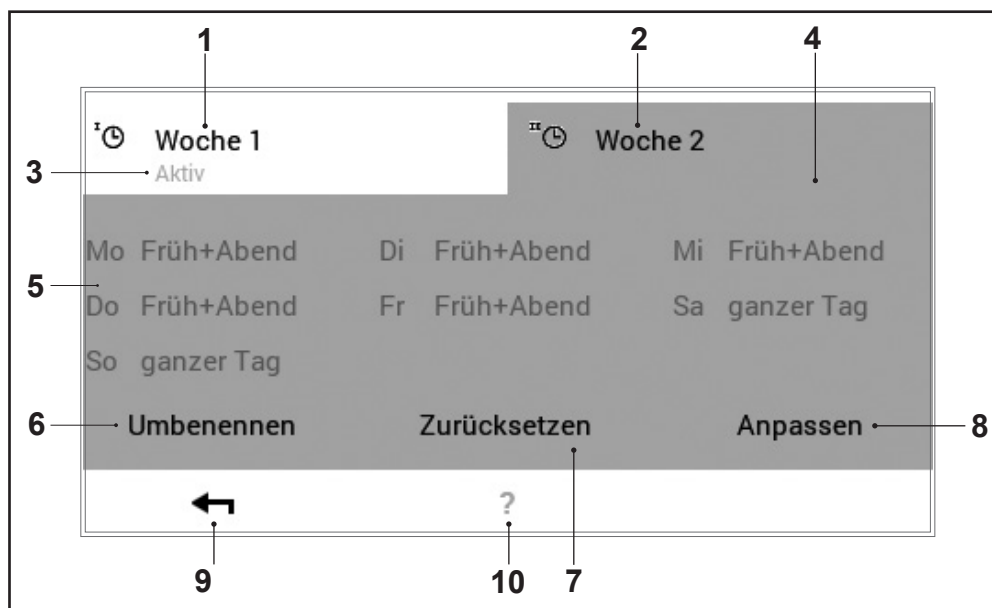 1 2 4
I Woche 1 II Woche 2
3 Aktiv
Mo Früh+Abend Di Früh+Abend Mi Früh+Abend
5
Do Früh+Abend Fr Früh+Abend Sa ganzer Tag
So ganzer Tag
6 Umbenennen Zurücksetzen Anpassen 8
?
9 10 7